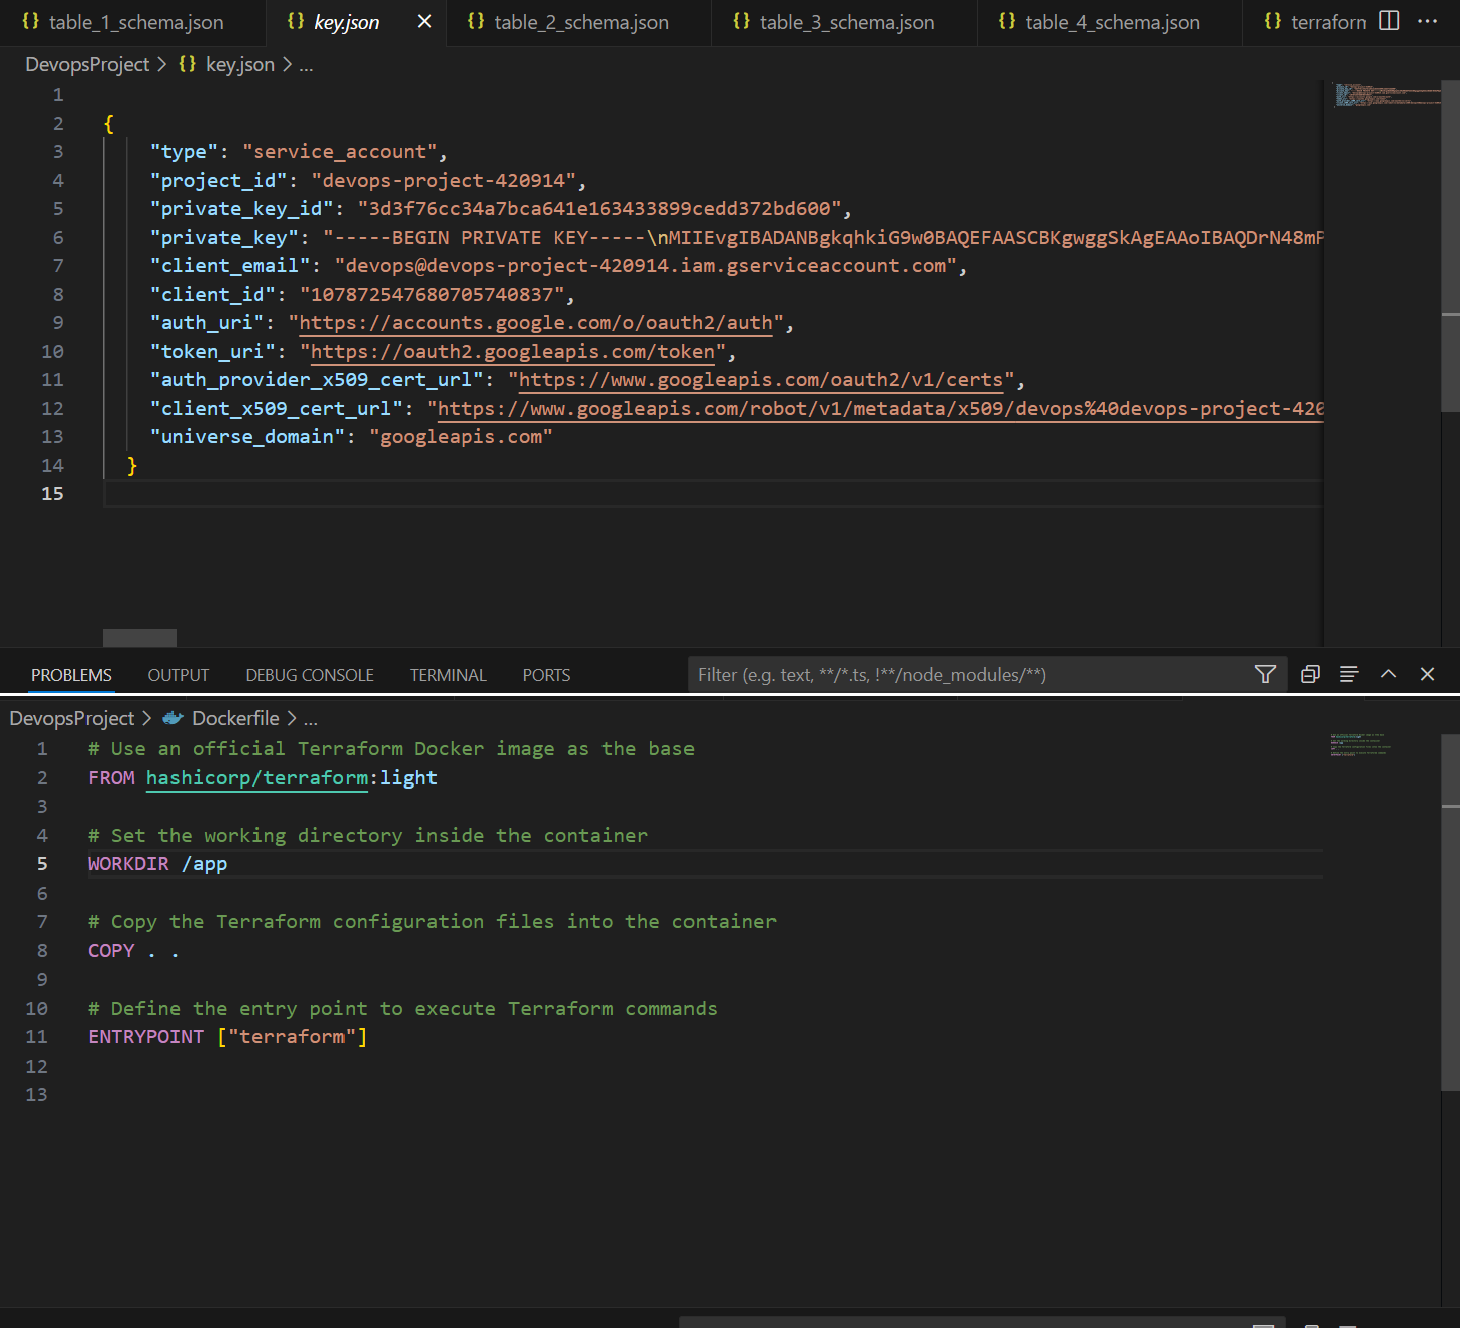 {} table_1_schema.json {} key.json {} table_2_schema.json {} table_3_schema.json {} table_4_schema.json {} terraform
DevopsProject > {} key.json > ...
1
2 {
3 "type": "service_account",
4 "project_id": "devops-project-420914",
5 "private_key_id": "3d3f76cc34a7bca641e163433899cedd372bd600",
6 "private_key": "-----BEGIN PRIVATE KEY-----\nMIIEvgIBADANBgkqhkiG9w0BAQEFAASCBKgwggSkAgEAAoIBAQDrN48mP
7 "client_email": "devops@devops-project-420914.iam.gserviceaccount.com",
8 "client_id": "107872547680705740837",
9 "auth_uri": "https://accounts.google.com/o/oauth2/auth",
10 "token_uri": "https://oauth2.googleapis.com/token",
11 "auth_provider_x509_cert_url": "https://www.googleapis.com/oauth2/v1/certs",
12 "client_x509_cert_url": "https://www.googleapis.com/robot/v1/metadata/x509/devops%40devops-project-420
13 "universe_domain": "googleapis.com"
14 }
15
PROBLEMS OUTPUT DEBUG CONSOLE TERMINAL PORTS Filter (e.g. text, **/*.ts, !**/node_modules/**)
DevopsProject > Dockerfile > ...
1 # Use an official Terraform Docker image as the base
2 FROM hashicorp/terraform:light
3
4 # Set the working directory inside the container
5 WORKDIR /app
6
7 # Copy the Terraform configuration files into the container
8 COPY . .
9
10 # Define the entry point to execute Terraform commands
11 ENTRYPOINT ["terraform"]
12
13